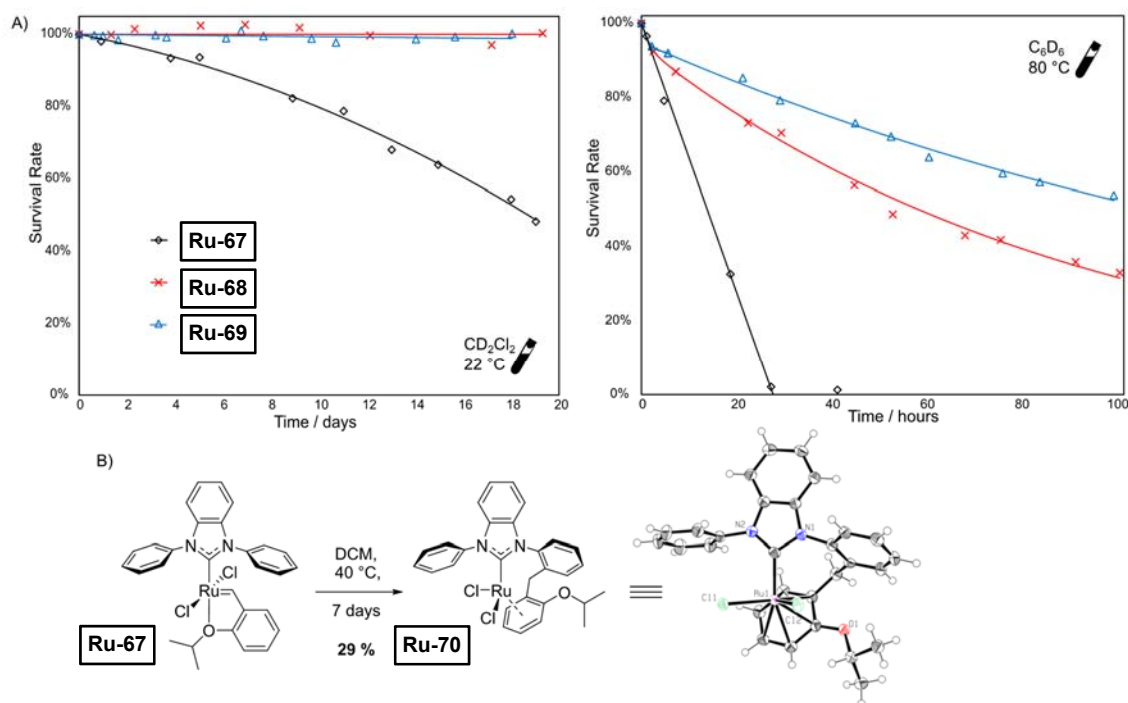 A)
Survival Rate
100%
80%
60%
40%
20%
0%
0 2 4 6 8 10 12 14 16 18 20
Time / days
Ru-67
Ru-68
Ru-69
CD2Cl2
22 °C
Survival Rate
100%
80%
60%
40%
20%
0%
0 20 40 60 80 100
Time / hours
C6D6
80 °C
B)
N N
Cl
Ru
Cl
O
Ru-67
DCM,
40 °C,
7 days
29 %
N N
Cl Ru
Cl
O
Ru-70
N2 N1
Cl1 Ru1
Cl2
O1